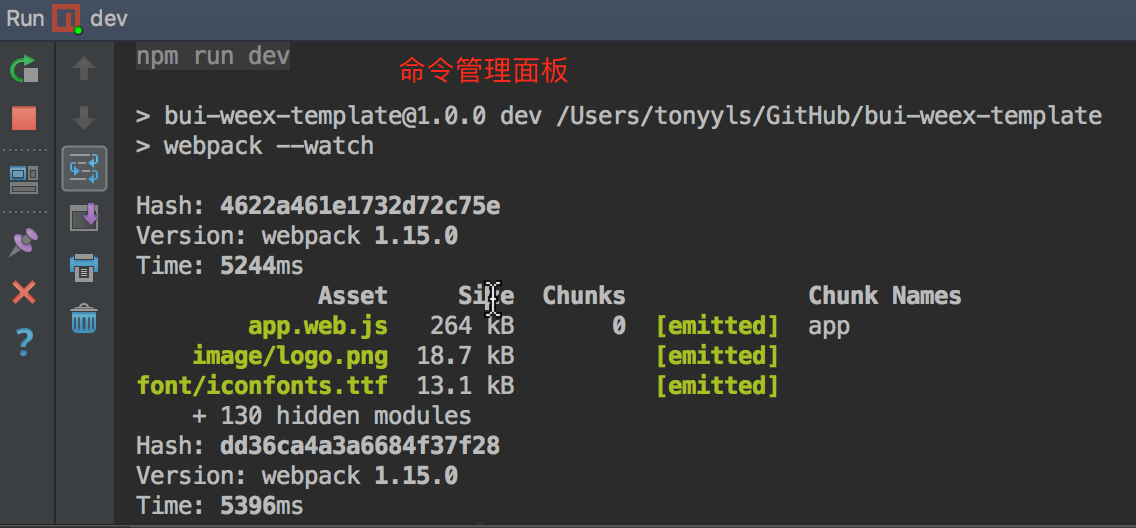 Run dev
npm run dev
命令管理面板
> bui-weex-template@1.0.0 dev /Users/tonyyls/GitHub/bui-weex-template
> webpack --watch
Hash: 4622a461e1732d72c75e
Version: webpack 1.15.0
Time: 5244ms
Asset Size Chunks Chunk Names
app.web.js 264 kB 0 [emitted] app
image/logo.png 18.7 kB [emitted]
font/iconfonts.ttf 13.1 kB [emitted]
+ 130 hidden modules
Hash: dd36ca4a3a6684f37f28
Version: webpack 1.15.0
Time: 5396ms